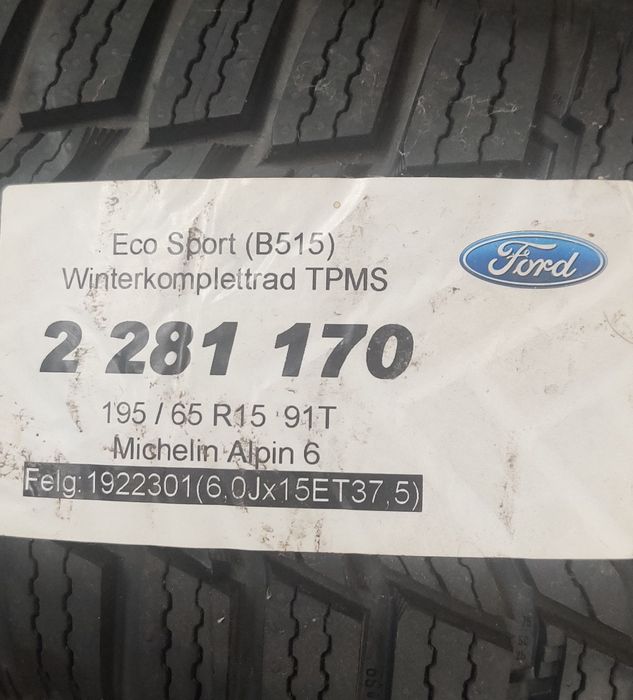 Eco Sport (B515)
Ford
Winterkomplettrad TPMS
2 281 170
195 / 65 R15 91T
Michelin Alpin 6
Felg:1922301(6,0Jx15ET37,5)